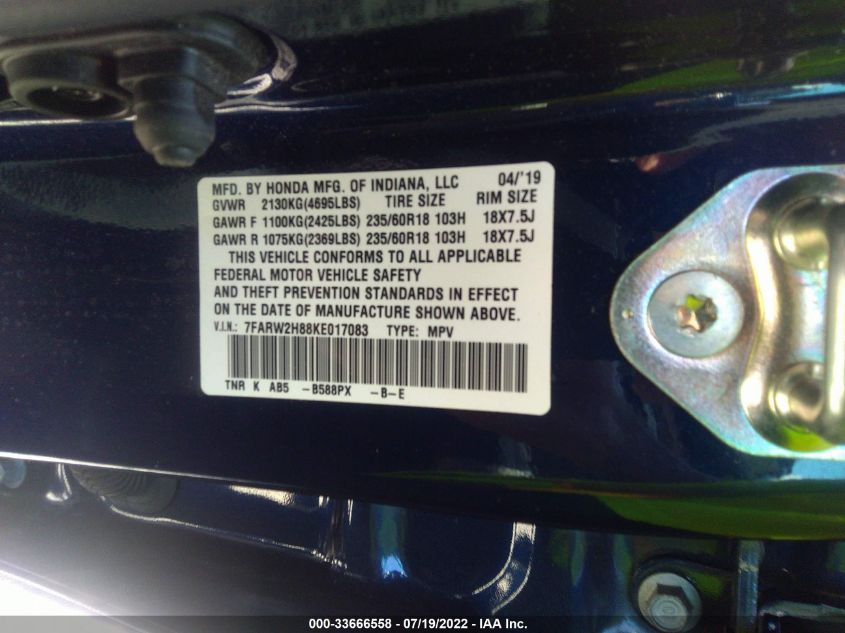 MFD. BY HONDA MFG. OF INDIANA, LLC 04/'19
GVWR 2130KG(4695LBS) TIRE SIZE RIM SIZE
GAWR F 1100KG(2425LBS) 235/60R18 103H 18X7.5J
GAWR R 1075KG(2369LBS) 235/60R18 103H 18X7.5J
THIS VEHICLE CONFORMS TO ALL APPLICABLE
FEDERAL MOTOR VEHICLE SAFETY
AND THEFT PREVENTION STANDARDS IN EFFECT
ON THE DATE OF MANUFACTURE SHOWN ABOVE.
V.I.N.: 7FARW2H88KE017083 TYPE: MPV
TNR K AB5 -B588PX -B-E
000-33666558 - 07/19/2022 - IAA Inc.